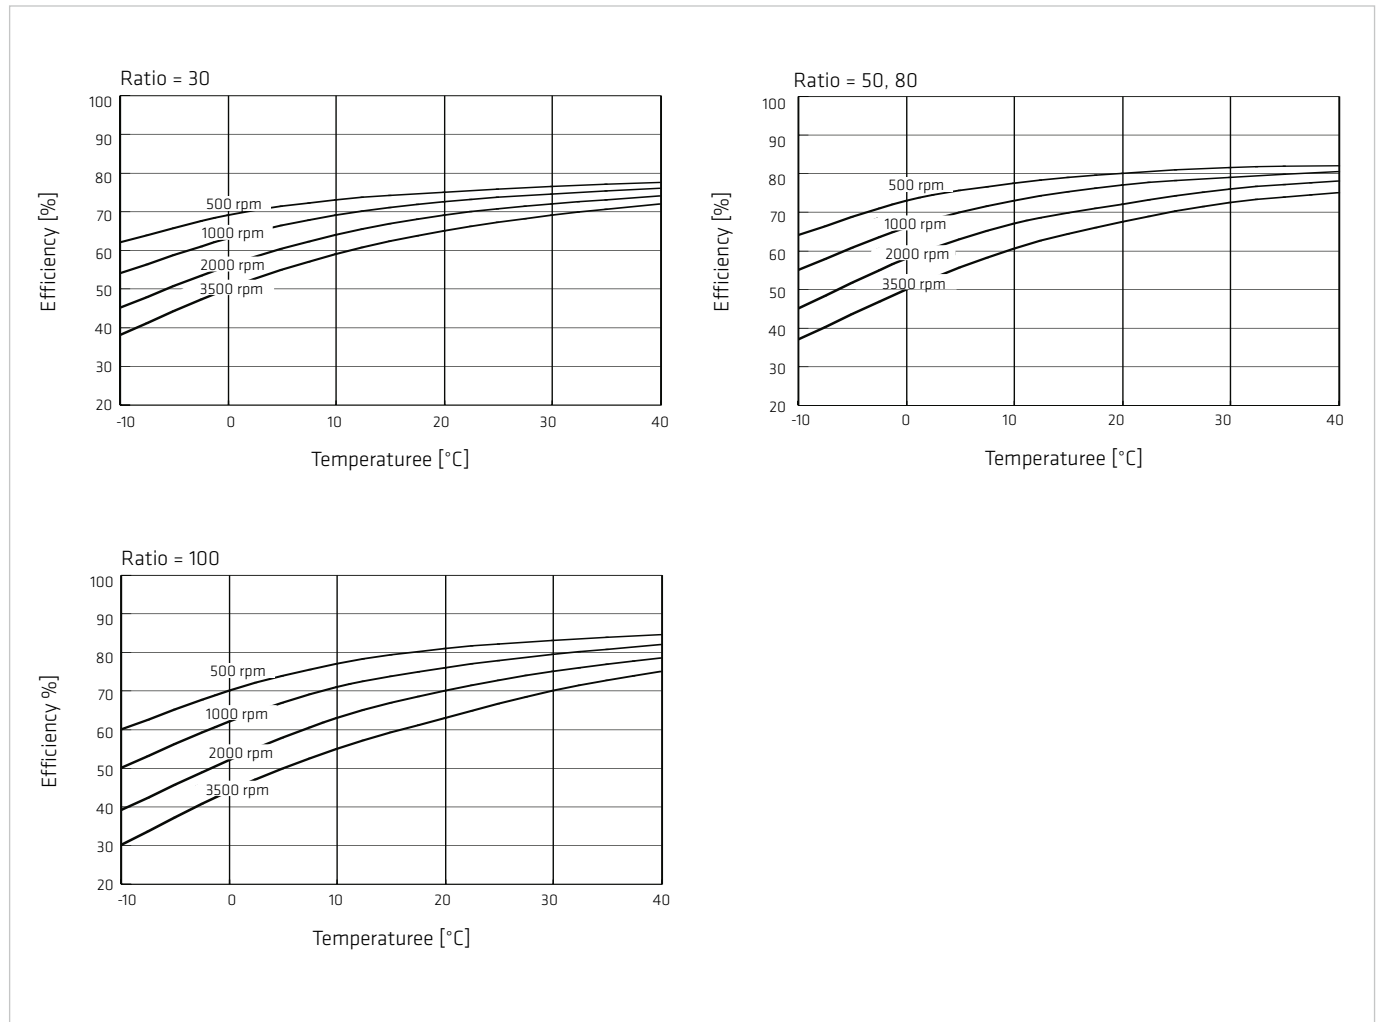 Ratio = 30
100
90
80
70
60
50
40
30
20
500 rpm
1000 rpm
2000 rpm
3500 rpm
-10 0 10 20 30 40
Efficiency [%]
Temperaturee [°C]
Ratio = 50, 80
100
90
80
70
60
50
40
30
20
500 rpm
1000 rpm
2000 rpm
3500 rpm
-10 0 10 20 30 40
Efficiency [%]
Temperaturee [°C]
Ratio = 100
100
90
80
70
60
50
40
30
20
500 rpm
1000 rpm
2000 rpm
3500 rpm
-10 0 10 20 30 40
Efficiency %]
Temperaturee [°C]